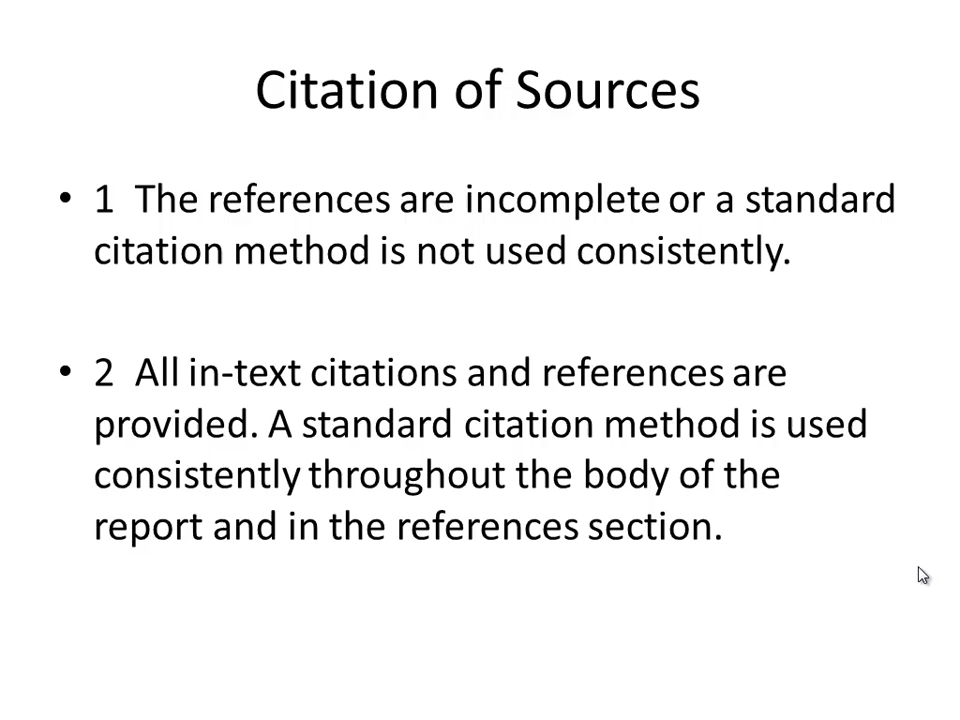 Citation of Sources
• 1  The references are incomplete or a standard
citation method is not used consistently.
• 2  All in-text citations and references are
provided. A standard citation method is used
consistently throughout the body of the
report and in the references section.